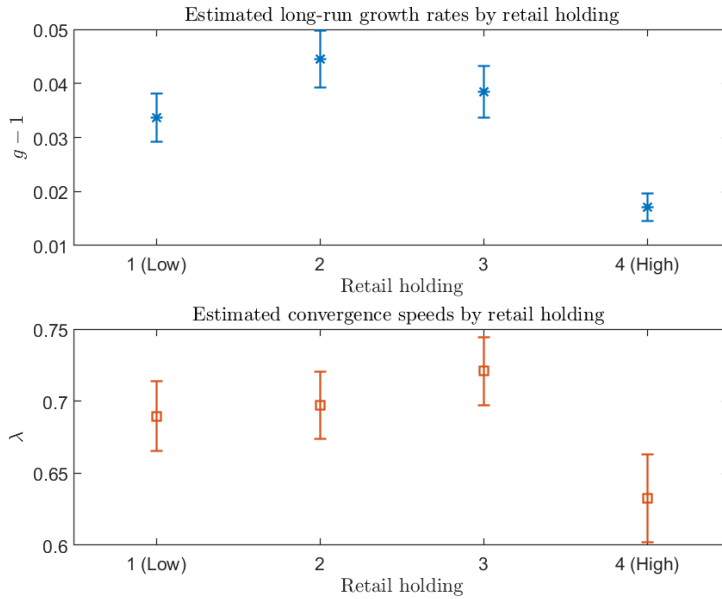 Estimated long-run growth rates by retail holding
0.05
0.04
0.03
0.02
0.01
g − 1
1 (Low) 2 3 4 (High)
Retail holding
Estimated convergence speeds by retail holding
0.75
0.7
0.65
0.6
λ
1 (Low) 2 3 4 (High)
Retail holding